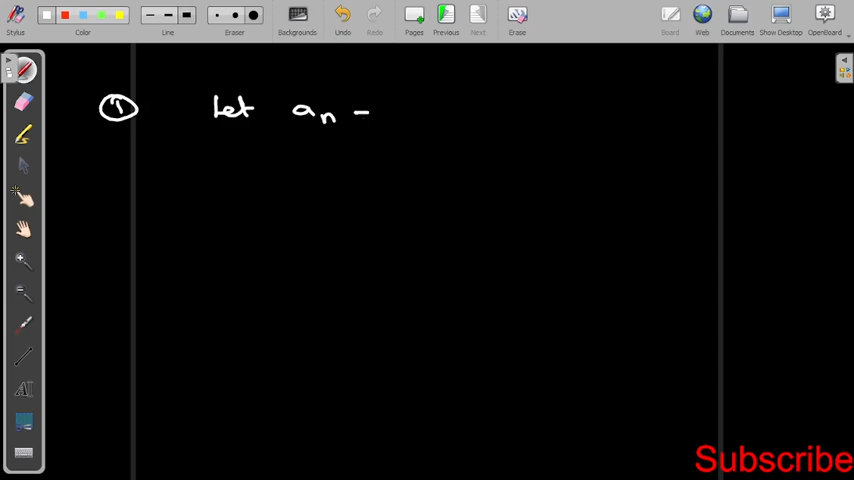 Stylus Color Line Eraser Backgrounds Undo Redo Pages Previous Next Erase Board Web Documents Show Desktop OpenBoard
① Let aₙ -
Subscribe